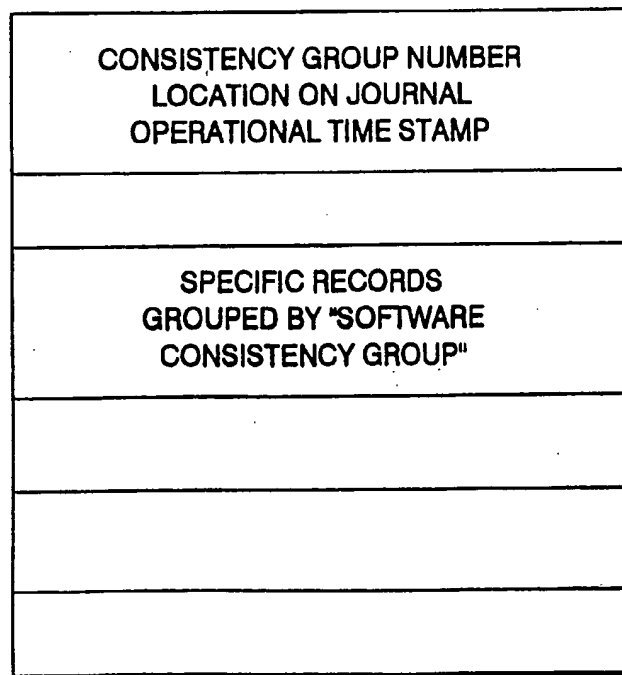 CONSISTENCY GROUP NUMBER
LOCATION ON JOURNAL
OPERATIONAL TIME STAMP
SPECIFIC RECORDS
GROUPED BY "SOFTWARE
CONSISTENCY GROUP"